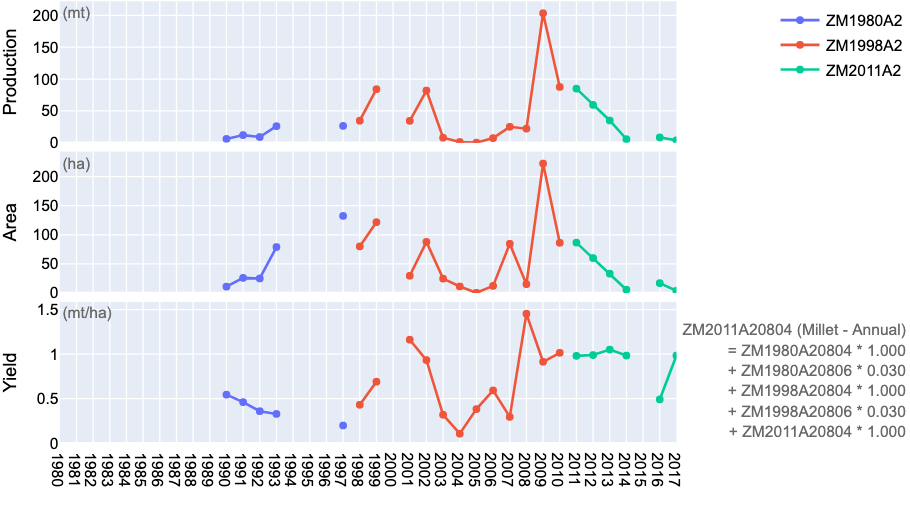 (mt)
200
150
100
50
0
Production
(ha)
200
150
100
50
0
Area
(mt/ha)
1.5
1
0.5
0
Yield
1980 1981 1982 1983 1984 1985 1986 1987 1988 1989 1990 1991 1992 1993 1994 1995 1996 1997 1998 1999 2000 2001 2002 2003 2004 2005 2006 2007 2008 2009 2010 2011 2012 2013 2014 2015 2016 2017
ZM1980A2
ZM1998A2
ZM2011A2
ZM2011A20804 (Millet - Annual)
= ZM1980A20804 * 1.000
+ ZM1980A20806 * 0.030
+ ZM1998A20804 * 1.000
+ ZM1998A20806 * 0.030
+ ZM2011A20804 * 1.000